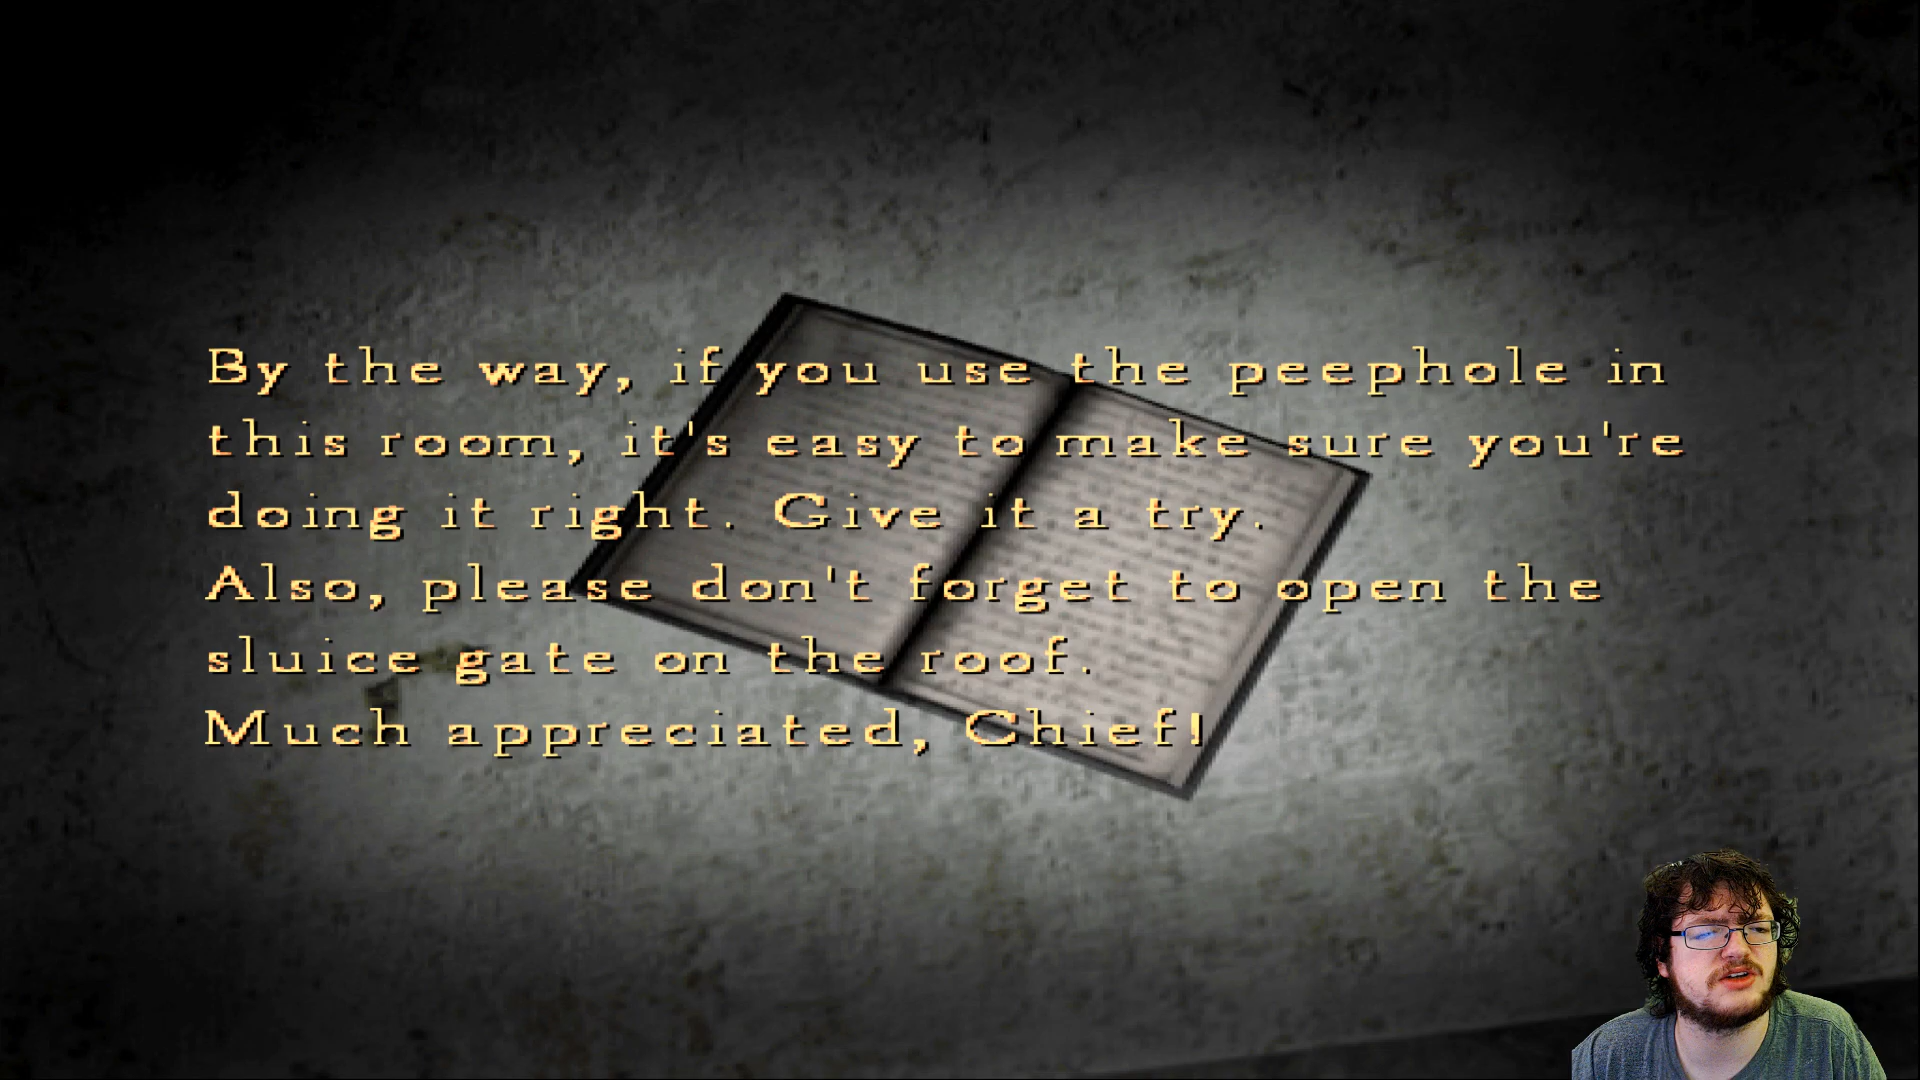 By the way, if you use the peephole in
this room, it's easy to make sure you're
doing it right. Give it a try.
Also, please don't forget to open the
sluice gate on the roof.
Much appreciated, Chief!